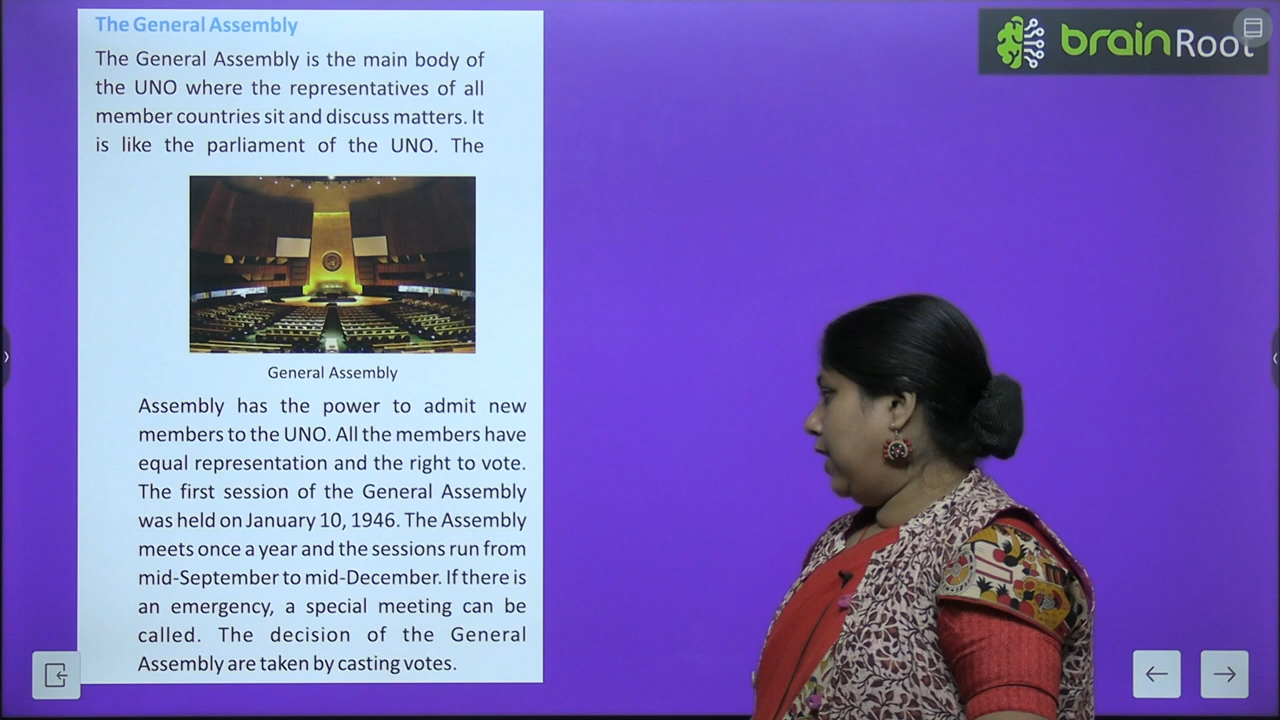 The General Assembly
The General Assembly is the main body of
the UNO where the representatives of all
member countries sit and discuss matters. It
is like the parliament of the UNO. The
General Assembly
Assembly has the power to admit new
members to the UNO. All the members have
equal representation and the right to vote.
The first session of the General Assembly
was held on January 10, 1946. The Assembly
meets once a year and the sessions run from
mid-September to mid-December. If there is
an emergency, a special meeting can be
called. The decision of the General
Assembly are taken by casting votes.
brainRoot